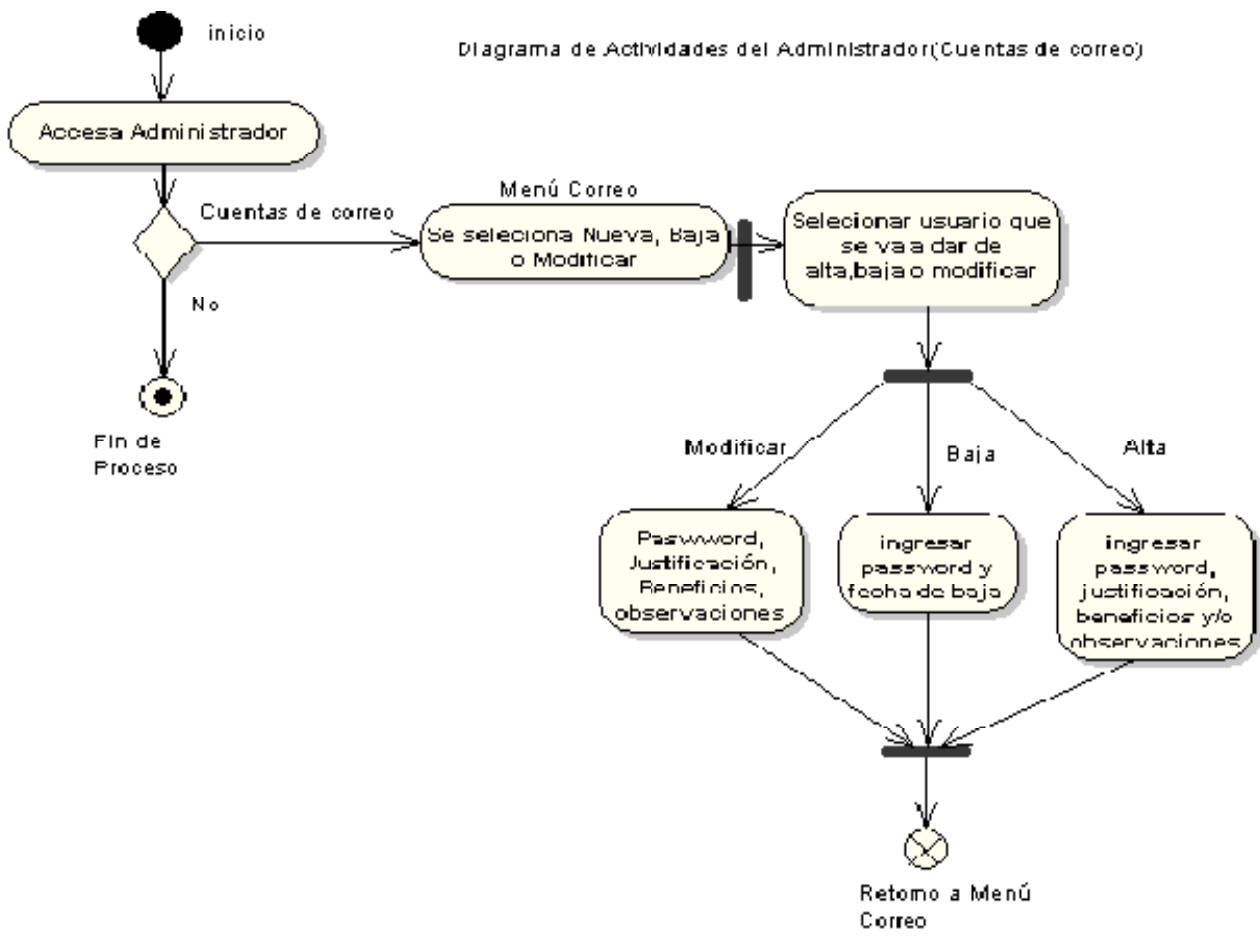 inicio
Diagrama de Actividades del Administrador(Cuentas de correo)
Accesa Administrador
Cuentas de correo
Menú Correo
Se seleciona Nueva, Baja
o Modificar
Selecionar usuario que
se va a dar de
alta,baja o modificar
No
Fin de
Proceso
Modificar
Baja
Alta
Paswword,
Justificación,
Beneficios,
observaciones
ingresar
password y
fecha de baja
ingresar
password,
justificación,
beneficios y/o
observaciones
Retorno a Menú
Correo